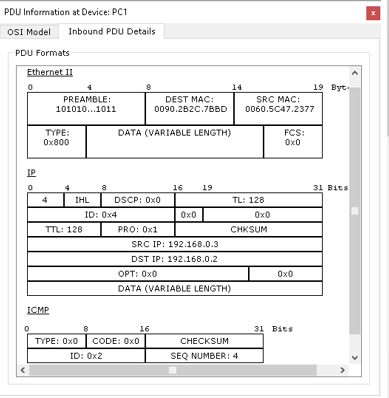 PDU Information at Device: PC1
OSI Model Inbound PDU Details
PDU Formats
Ethernet II
0 4 8 14 19 Byt
PREAMBLE: DEST MAC: SRC MAC:
101010...1011 0090.2B2C.7BBD 0060.5C47.2377
TYPE: DATA (VARIABLE LENGTH) FCS:
0x800 0x0
IP
0 4 8 16 19 31 Bits
4 IHL DSCP: 0x0 TL: 128
ID: 0x4 0x0 0x0
TTL: 128 PRO: 0x1 CHKSUM
SRC IP: 192.168.0.3
DST IP: 192.168.0.2
OPT: 0x0 0x0
DATA (VARIABLE LENGTH)
ICMP
0 8 16 31 Bits
TYPE: 0x0 CODE: 0x0 CHECKSUM
ID: 0x2 SEQ NUMBER: 4